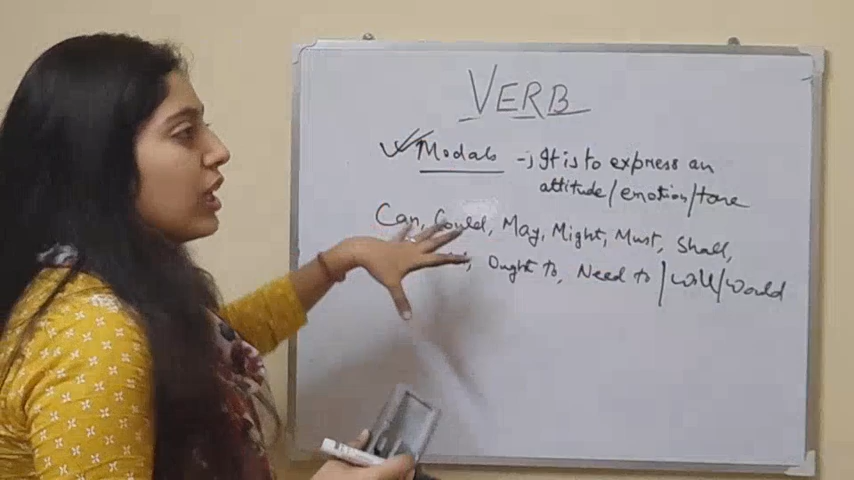 VERB
Modals - It is to express an
attitude/emotion/tone
Can, Could, May, Might, Must, Shall,
, Ought to, Need to / Will/Would